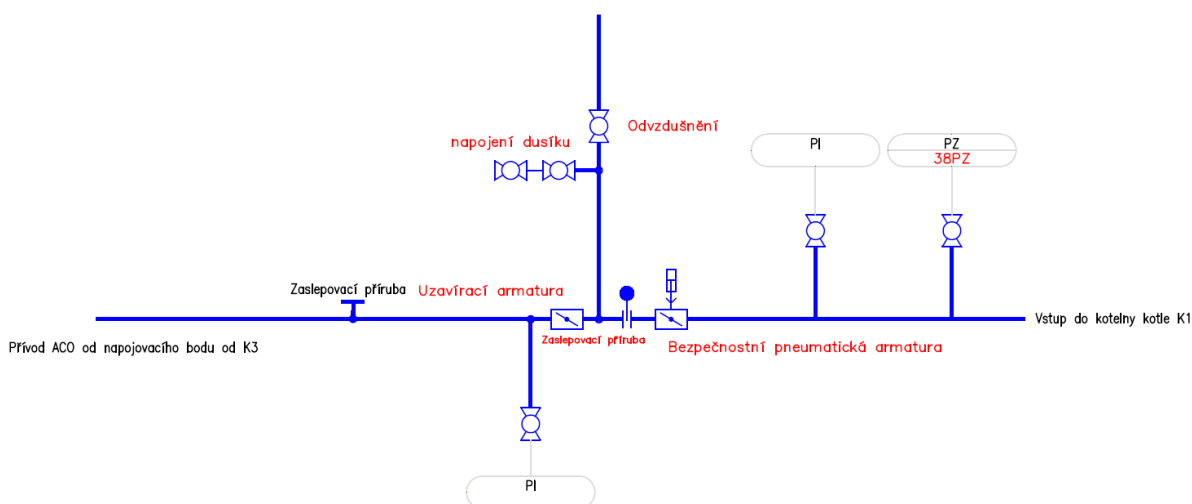 Odvzdušnění
napojení dusíku
PI
PZ
38PZ
Zaslepovací příruba
Uzavírací armatura
Vstup do kotelny kotle K1
Zaslepovací příruba
Přívod ACO od napojovacího bodu od K3
Bezpečnostní pneumatická armatura
PI